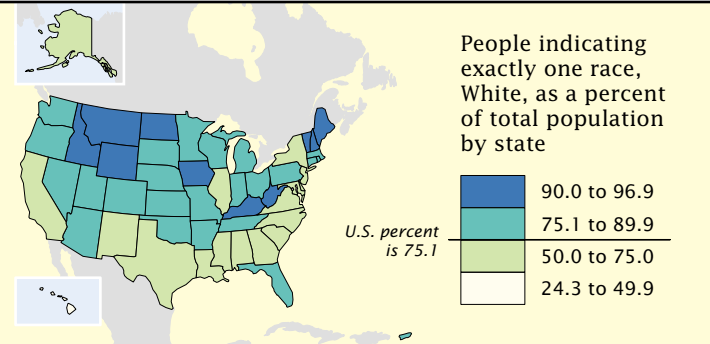 People indicating
exactly one race,
White, as a percent
of total population
by state
90.0 to 96.9
75.1 to 89.9
U.S. percent
is 75.1
50.0 to 75.0
24.3 to 49.9